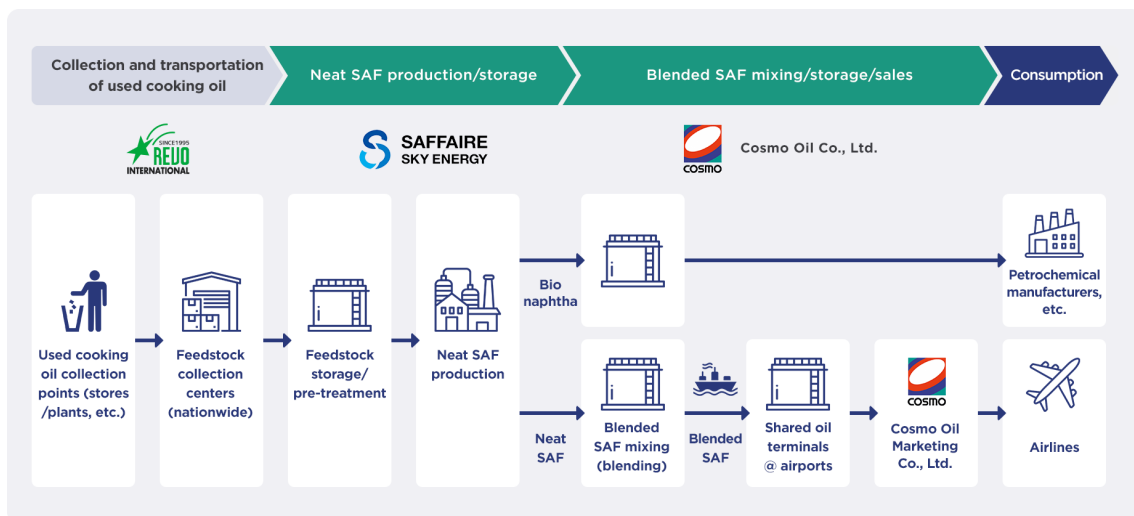 Collection and transportation
of used cooking oil
Neat SAF production/storage
Blended SAF mixing/storage/sales
Consumption
SINCE1995
REVO
INTERNATIONAL
SAFFAIRE
SKY ENERGY
COSMO
Cosmo Oil Co., Ltd.
Used cooking
oil collection
points (stores
/plants, etc.)
Feedstock
collection
centers
(nationwide)
Feedstock
storage/
pre-treatment
Neat SAF
production
Bio
naphtha
Petrochemical
manufacturers,
etc.
Neat
SAF
Blended
SAF mixing
(blending)
Blended
SAF
Shared oil
terminals
@ airports
COSMO
Cosmo Oil
Marketing
Co., Ltd.
Airlines